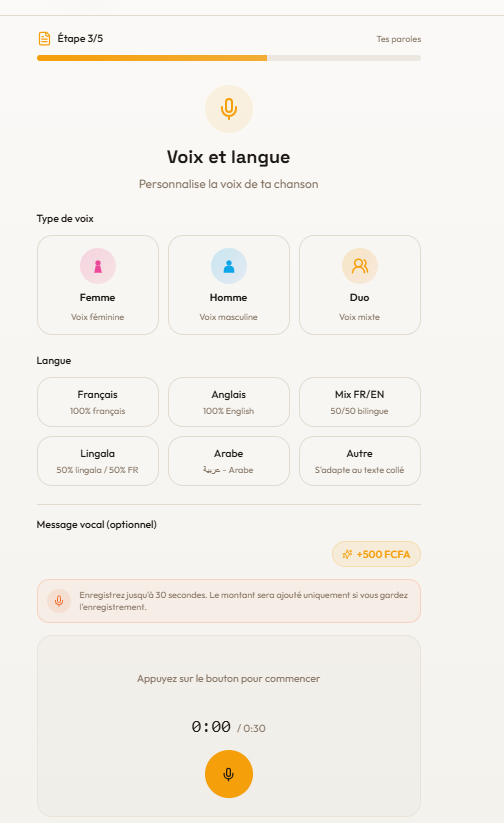 Étape 3/5
Tes paroles
Voix et langue
Personnalise la voix de ta chanson
Type de voix
Femme
Voix féminine
Homme
Voix masculine
Duo
Voix mixte
Langue
Français
100% français
Anglais
100% English
Mix FR/EN
50/50 bilingue
Lingala
50% lingala / 50% FR
Arabe
عربية - Arabe
Autre
S'adapte au texte collé
Message vocal (optionnel)
+500 FCFA
Enregistrez jusqu'à 30 secondes. Le montant sera ajouté uniquement si vous gardez
l'enregistrement.
Appuyez sur le bouton pour commencer
0:00 / 0:30